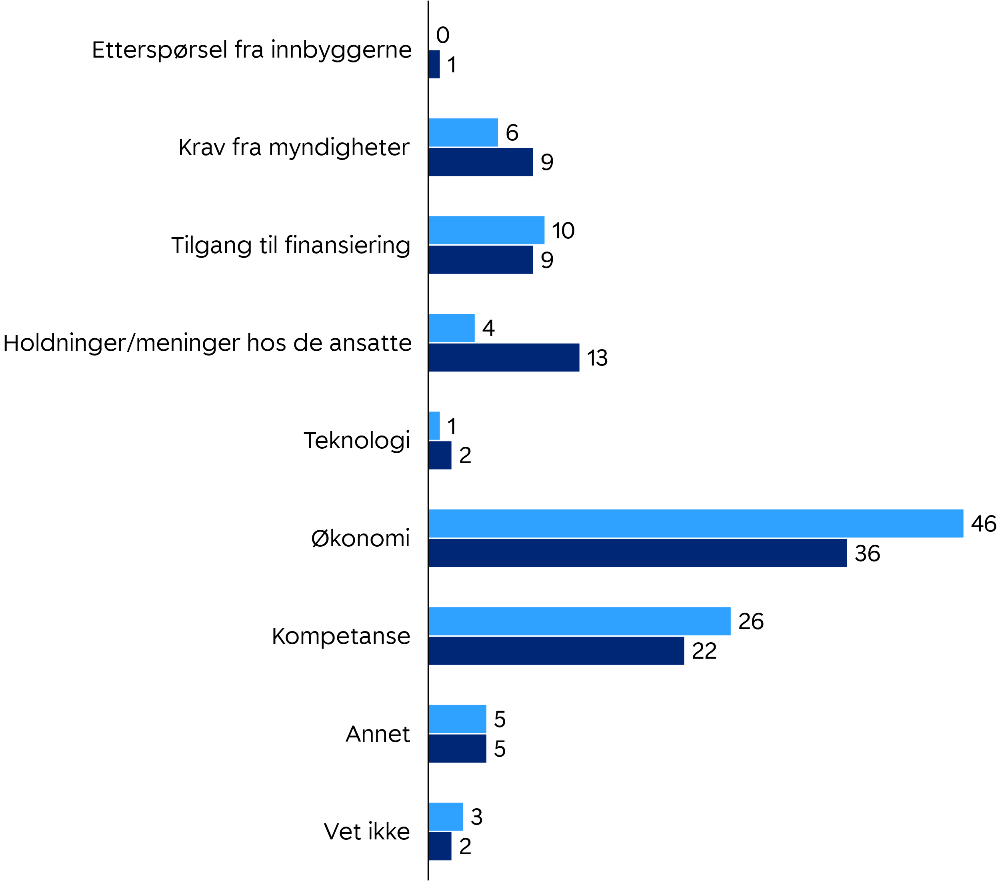 Etterspørsel fra innbyggerne
0
1
Krav fra myndigheter
6
9
Tilgang til finansiering
10
9
Holdninger/meninger hos de ansatte
4
13
Teknologi
1
2
Økonomi
46
36
Kompetanse
26
22
Annet
5
5
Vet ikke
3
2